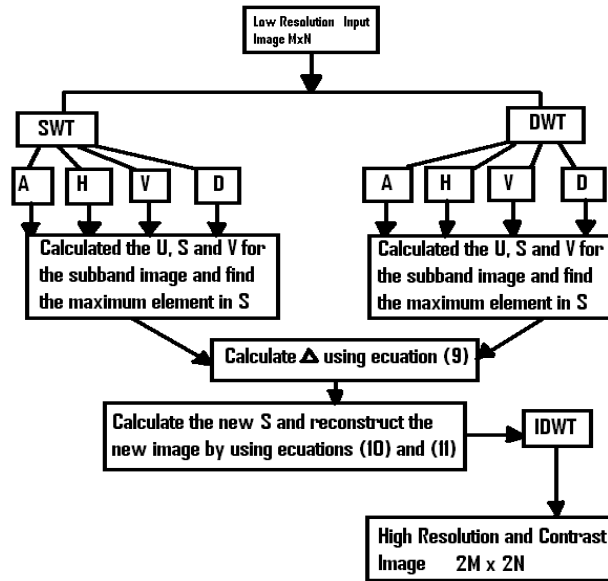 Low Resolution Input
Image MxN
SWT
DWT
A
H
V
D
A
H
V
D
Calculated the U, S and V for
the subband image and find
the maximum element in S
Calculated the U, S and V for
the subband image and find
the maximum element in S
Calculate Δ using ecuation (9)
Calculate the new S and reconstruct the
new image by using ecuations (10) and (11)
IDWT
High Resolution and Contrast
Image 2M x 2N